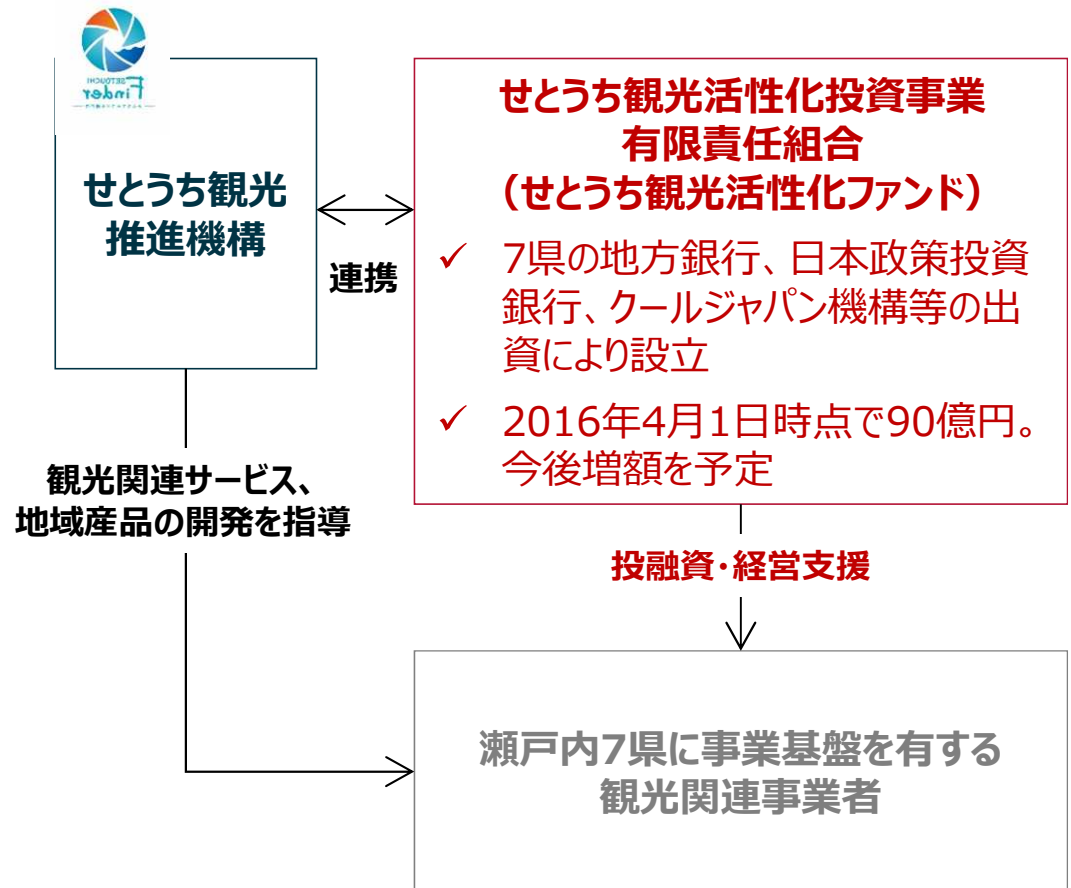 SETOUCHI
Finder
せとうち観光
推進機構
連携
せとうち観光活性化投資事業
有限責任組合
（せとうち観光活性化ファンド）
✓ 7県の地方銀行、日本政策投資
銀行、クールジャパン機構等の出
資により設立
✓ 2016年4月1日時点で90億円。
今後増額を予定
観光関連サービス、
地域産品の開発を指導
投融資・経営支援
瀬戸内7県に事業基盤を有する
観光関連事業者